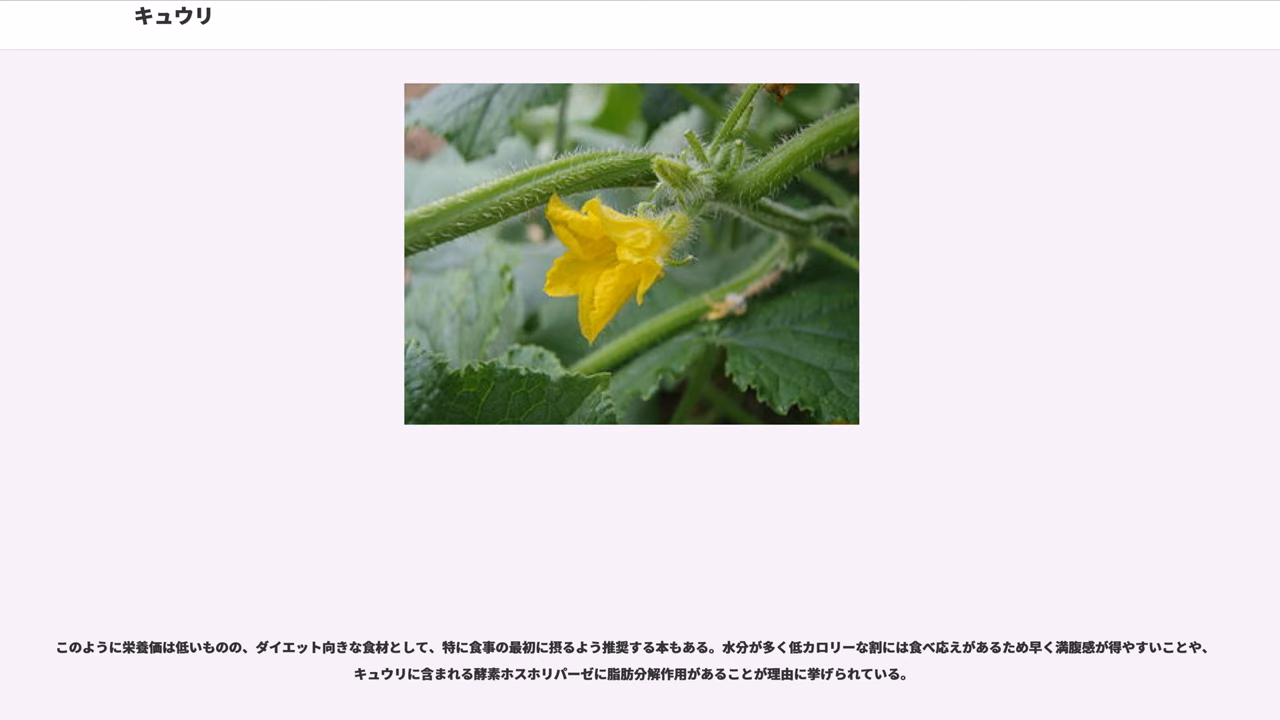 キュウリ
このように栄養価は低いものの、ダイエット向きな食材として、特に食事の最初に摂るよう推奨する本もある。水分が多く低カロリーな割には食べ応えがあるため早く満腹感が得やすいことや、
キュウリに含まれる酵素ホスホリパーゼに脂肪分解作用があることが理由に挙げられている。